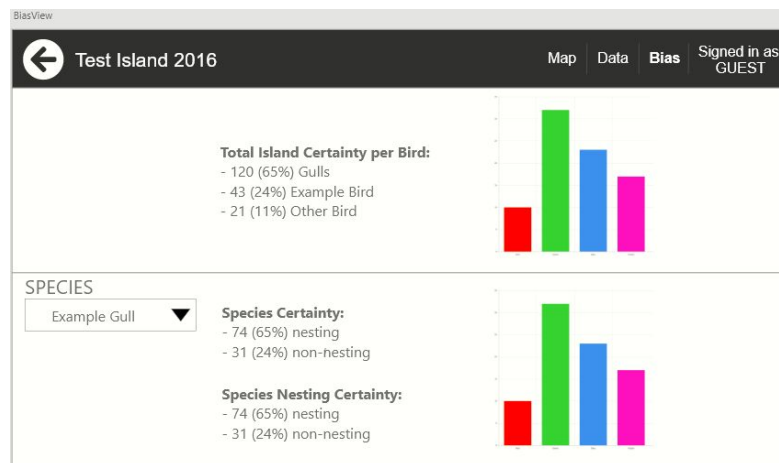 BiasView
Test Island 2016
Map
Data
Bias
Signed in as
GUEST
Total Island Certainty per Bird:
- 120 (65%) Gulls
- 43 (24%) Example Bird
- 21 (11%) Other Bird
SPECIES
Example Gull
Species Certainty:
- 74 (65%) nesting
- 31 (24%) non-nesting
Species Nesting Certainty:
- 74 (65%) nesting
- 31 (24%) non-nesting